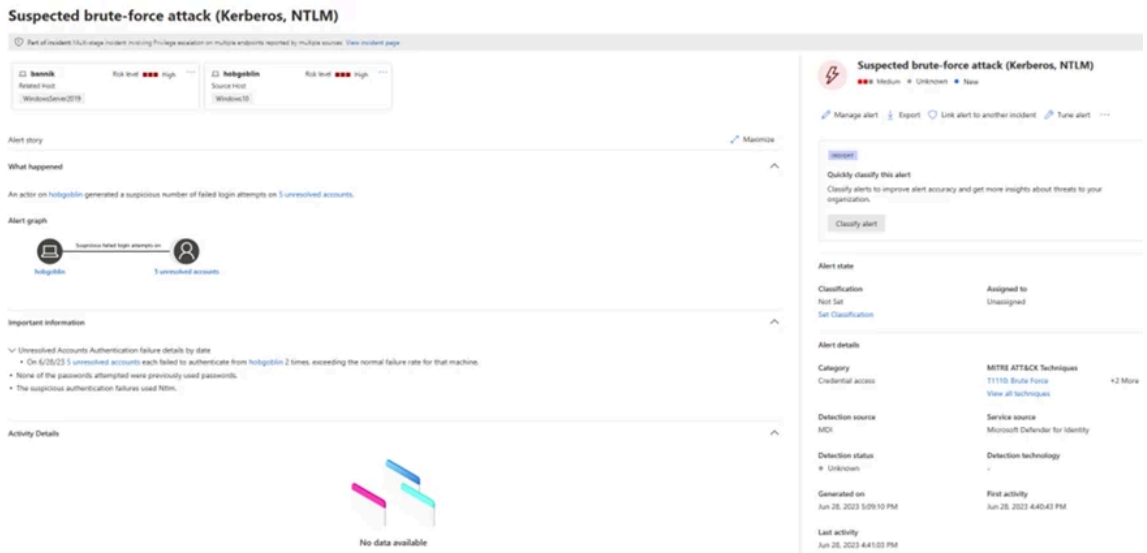 Suspected brute-force attack (Kerberos, NTLM)
Part of incident: Multi-stage incident involving Privilege escalation on multiple endpoints reported by multiple sources View incident page
bannik
Risk level High ...
Related Host
WindowsServer2019
hobgoblin
Risk level High ...
Source Host
Windows10
Alert story
Maximize
What happened
An actor on hobgoblin generated a suspicious number of failed login attempts on 5 unresolved accounts.
Alert graph
Suspicious failed login attempts on
hobgoblin
5 unresolved accounts
Important information
Unresolved Accounts Authentication failure details by date
• On 6/28/23 5 unresolved accounts each failed to authenticate from hobgoblin 2 times, exceeding the normal failure rate for that machine.
• None of the passwords attempted were previously used passwords.
• The suspicious authentication failures used Ntlm.
Activity Details
No data available
Suspected brute-force attack (Kerberos, NTLM)
Medium Unknown New
Manage alert Export Link alert to another incident Tune alert ...
INSIGHT
Quickly classify this alert
Classify alerts to improve alert accuracy and get more insights about threats to your
organization.
Classify alert
Alert state
Classification
Not Set
Set Classification
Assigned to
Unassigned
Alert details
Category
Credential access
MITRE ATT&CK Techniques
T1110: Brute Force +2 More
View all techniques
Detection source
MDI
Service source
Microsoft Defender for Identity
Detection status
Unknown
Detection technology
-
Generated on
Jun 28, 2023 5:09:10 PM
First activity
Jun 28, 2023 4:40:43 PM
Last activity
Jun 28, 2023 4:41:03 PM